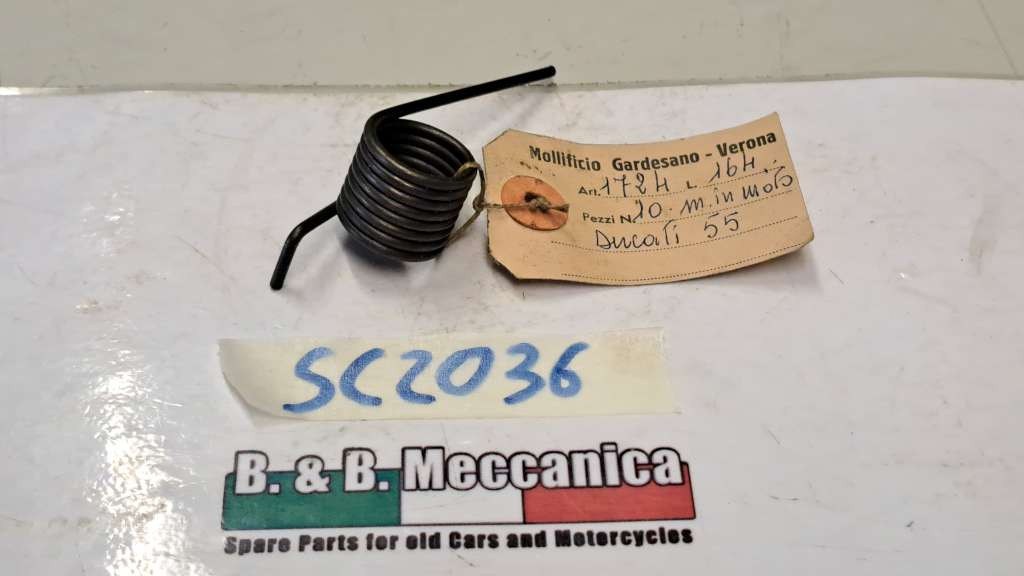 Mollificio Gardesano - Verona
Art. 1724 - 164.
Pezzi N. 20. m. in moto
Ducati 55
SC2036
B. & B. Meccanica
Spare Parts for old Cars and Motorcycles